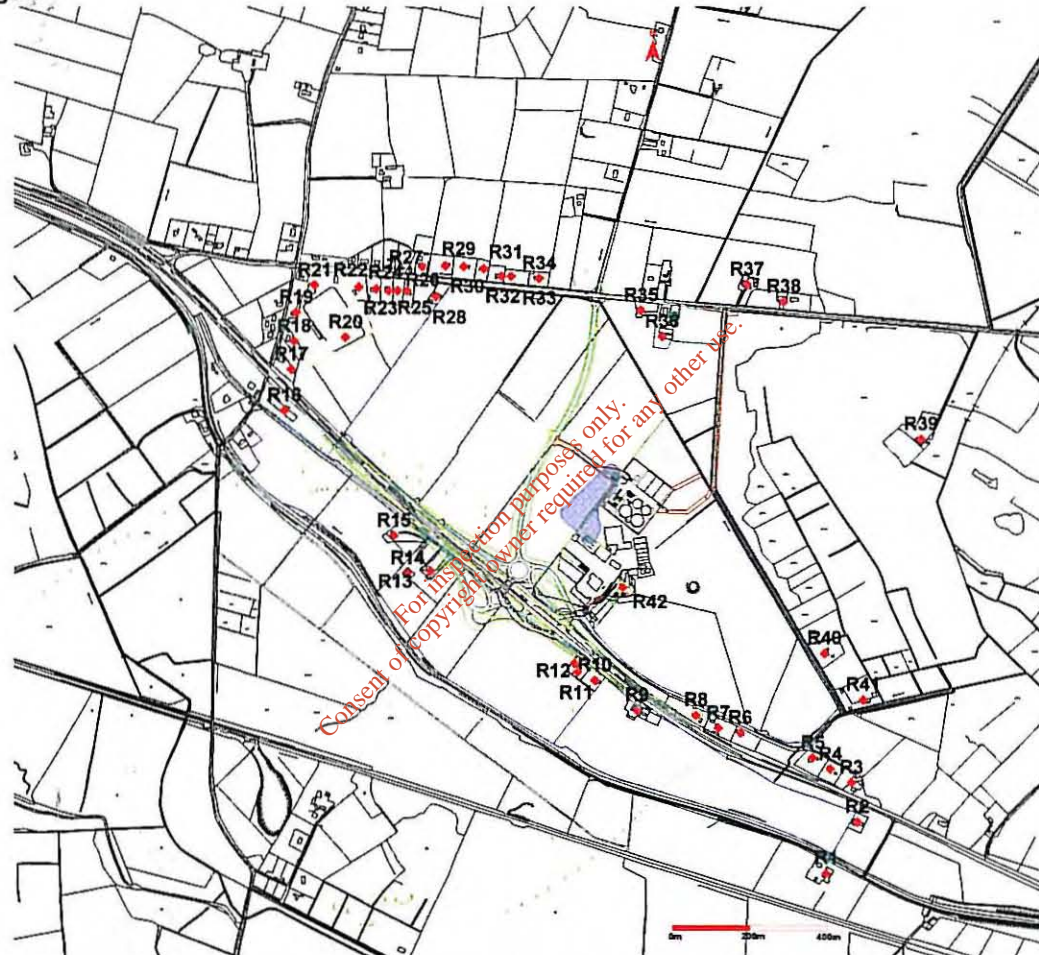 R27
R29
R31
R34
R21
R22
R24
R26
R30
R32
R33
R37
R38
R19
R23
R25
R28
R35
R18
R20
R36
R17
R16
R39
R15
R14
R13
R42
R40
R12
R10
R11
R9
R8
R7
R6
R41
R5
R4
R3
R2
R1
For inspection purposes only.
Consent of copyright owner required for any other use.
0m 200m 400m